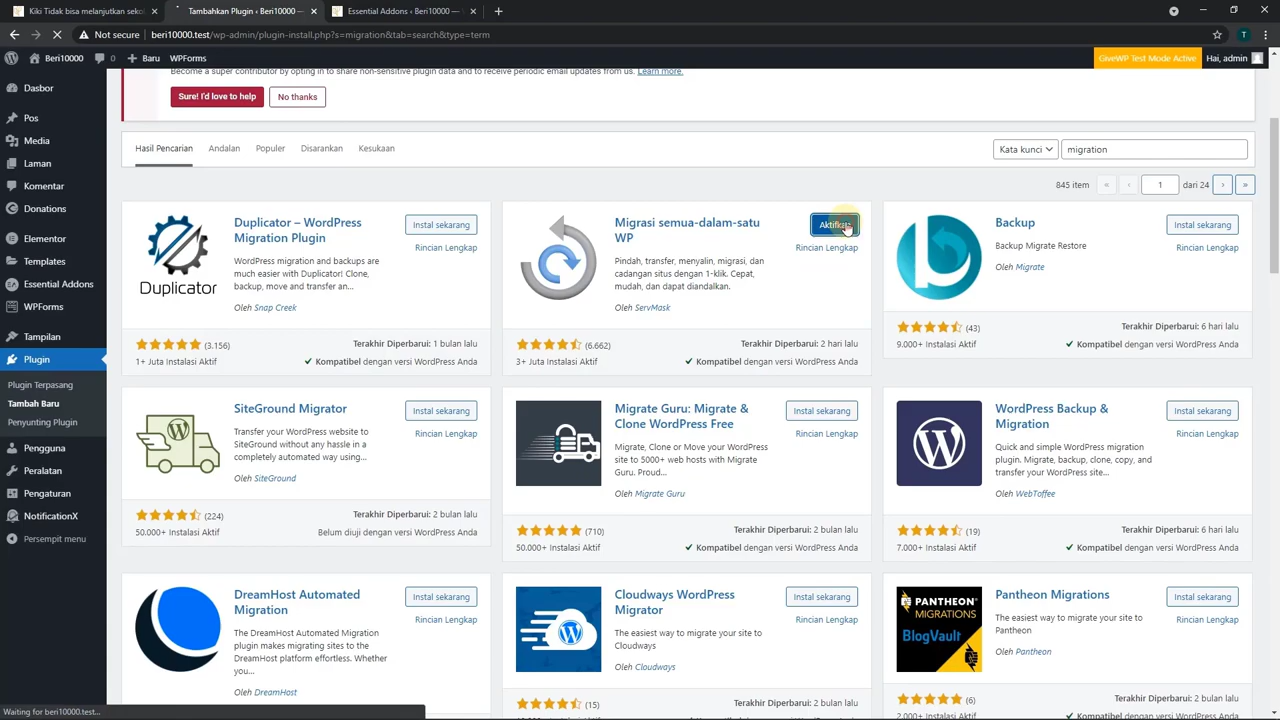 Kiki Tidak bisa melanjutkan sekol
Tambahkan Plugin ‹ Beri10000 —
Essential Addons ‹ Beri10000 — W
Not secure
beri10000.test/wp-admin/plugin-install.php?s=migration&tab=search&type=term
T
Beri10000
0
Baru
WPForms
GiveWP Test Mode Active
Hai, admin
Dasbor
Pos
Media
Laman
Komentar
Donations
Elementor
Templates
Essential Addons
WPForms
Tampilan
Plugin
Plugin Terpasang
Tambah Baru
Penyunting Plugin
Pengguna
Peralatan
Pengaturan
NotificationX
Persempit menu
Become a super contributor by opting in to share non-sensitive plugin data and to receive periodic email updates from us. Learn more.
Sure! I'd love to help
No thanks
Hasil Pencarian
Andalan
Populer
Disarankan
Kesukaan
Kata kunci
migration
845 item
«
‹
1
dari 24
›
»
Duplicator
Duplicator – WordPress
Migration Plugin
Instal sekarang
Rincian Lengkap
WordPress migration and backups are
much easier with Duplicator! Clone,
backup, move and transfer an...
Oleh Snap Creek
(3.156)
Terakhir Diperbarui: 1 bulan lalu
1+ Juta Instalasi Aktif
Kompatibel dengan versi WordPress Anda
Migrasi semua-dalam-satu
WP
Rincian Lengkap
Pindah, transfer, menyalin, migrasi, dan
cadangan situs dengan 1-klik. Cepat,
mudah, dan dapat diandalkan.
Oleh ServMask
(6.662)
Terakhir Diperbarui: 2 hari lalu
3+ Juta Instalasi Aktif
Kompatibel dengan versi WordPress Anda
Backup
Instal sekarang
Rincian Lengkap
Backup Migrate Restore
Oleh Migrate
(43)
Terakhir Diperbarui: 6 hari lalu
9.000+ Instalasi Aktif
Kompatibel dengan versi WordPress Anda
SiteGround Migrator
Instal sekarang
Rincian Lengkap
Transfer your WordPress website to
SiteGround without any hassle in a
completely automated way using...
Oleh SiteGround
(224)
Terakhir Diperbarui: 2 bulan lalu
50.000+ Instalasi Aktif
Belum diuji dengan versi WordPress Anda
Migrate Guru: Migrate &
Clone WordPress Free
Instal sekarang
Rincian Lengkap
Migrate, Clone or Move your WordPress
site to 5000+ web hosts with Migrate
Guru. Proud...
Oleh Migrate Guru
(710)
Terakhir Diperbarui: 2 bulan lalu
50.000+ Instalasi Aktif
Kompatibel dengan versi WordPress Anda
WordPress Backup &
Migration
Instal sekarang
Rincian Lengkap
Quick and simple WordPress migration
plugin. Migrate, backup, clone, copy, and
transfer your WordPress site...
Oleh WebToffee
(19)
Terakhir Diperbarui: 6 hari lalu
7.000+ Instalasi Aktif
Kompatibel dengan versi WordPress Anda
DreamHost Automated
Migration
Instal sekarang
Rincian Lengkap
The DreamHost Automated Migration
plugin makes migrating sites to the
DreamHost platform effortless. Whether
you...
Oleh DreamHost
Cloudways WordPress
Migrator
Instal sekarang
Rincian Lengkap
The easiest way to migrate your site to
Cloudways
Oleh Cloudways
(15)
Terakhir Diperbarui: 2 bulan lalu
PANTHEON
MIGRATIONS
BlogVault
Pantheon Migrations
Instal sekarang
Rincian Lengkap
The easiest way to migrate your site to
Pantheon
Oleh Pantheon
(6)
Terakhir Diperbarui: 2 bulan lalu
2.000+ Instalasi Aktif
Kompatibel dengan versi WordPress Anda
Waiting for beri10000.test...